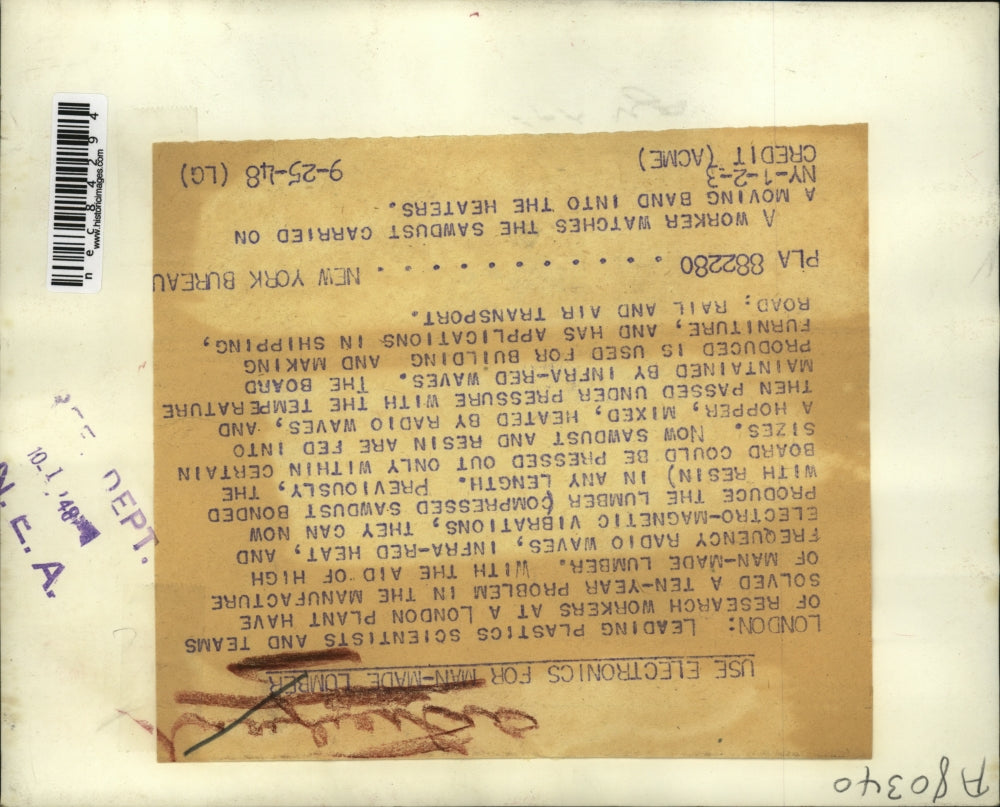 USE ELECTRONICS FOR MAN-MADE LUMBER
LONDON: LEADING PLASTICS SCIENTISTS AND TEAMS
OF RESEARCH WORKERS AT A LONDON PLANT HAVE
SOLVED A TEN-YEAR PROBLEM IN THE MANUFACTURE
OF MAN-MADE LUMBER. WITH THE AID OF HIGH
FREQUENCY RADIO WAVES, INFRA-RED HEAT, AND
ELECTRO-MAGNETIC VIBRATIONS, THEY CAN NOW
PRODUCE THE LUMBER (COMPRESSED SAWDUST BONDED
WITH RESIN) IN ANY LENGTH. PREVIOUSLY, THE
BOARD COULD BE PRESSED OUT ONLY WITHIN CERTAIN
SIZES. NOW SAWDUST AND RESIN ARE FED INTO
A HOPPER, MIXED, HEATED BY RADIO WAVES, AND
THEN PASSED UNDER PRESSURE WITH THE TEMPERATURE
MAINTAINED BY INFRA-RED WAVES. THE BOARD
PRODUCED IS USED FOR BUILDING AND MAKING
FURNITURE, AND HAS APPLICATIONS IN SHIPPING,
ROAD; RAIL AND AIR TRANSPORT.
PLA 882280 . . . . . . . . . . . . NEW YORK BUREAU
A WORKER WATCHES THE SAWDUST CARRIED ON
A MOVING BAND INTO THE HEATERS.
NY-1-2-3
CREDIT (ACME) 9-25-48 (LG)
A80340
DEPT.
10-1 '48
N.E.A.
www.historicimages.com
nec84294